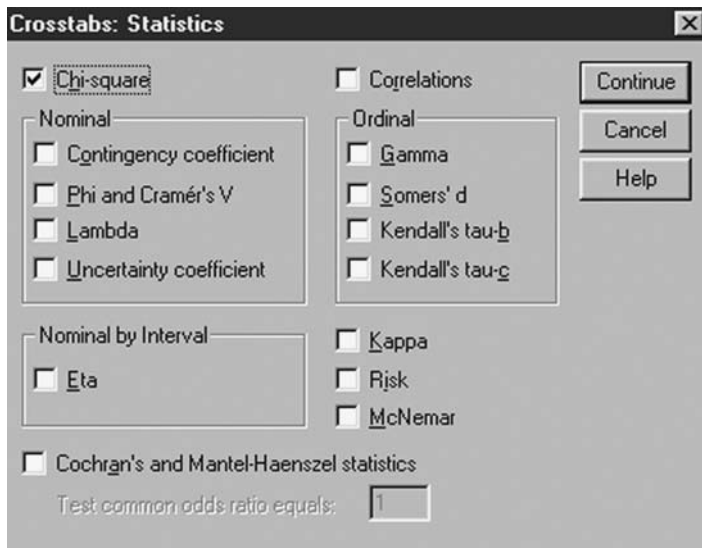 Crosstabs: Statistics
Chi-square
Correlations
Continue
Nominal
Ordinal
Cancel
Contingency coefficient
Gamma
Help
Phi and Cramér's V
Somers' d
Lambda
Kendall's tau-b
Uncertainty coefficient
Kendall's tau-c
Nominal by Interval
Kappa
Eta
Risk
McNemar
Cochran's and Mantel-Haenszel statistics
Test common odds ratio equals: 1